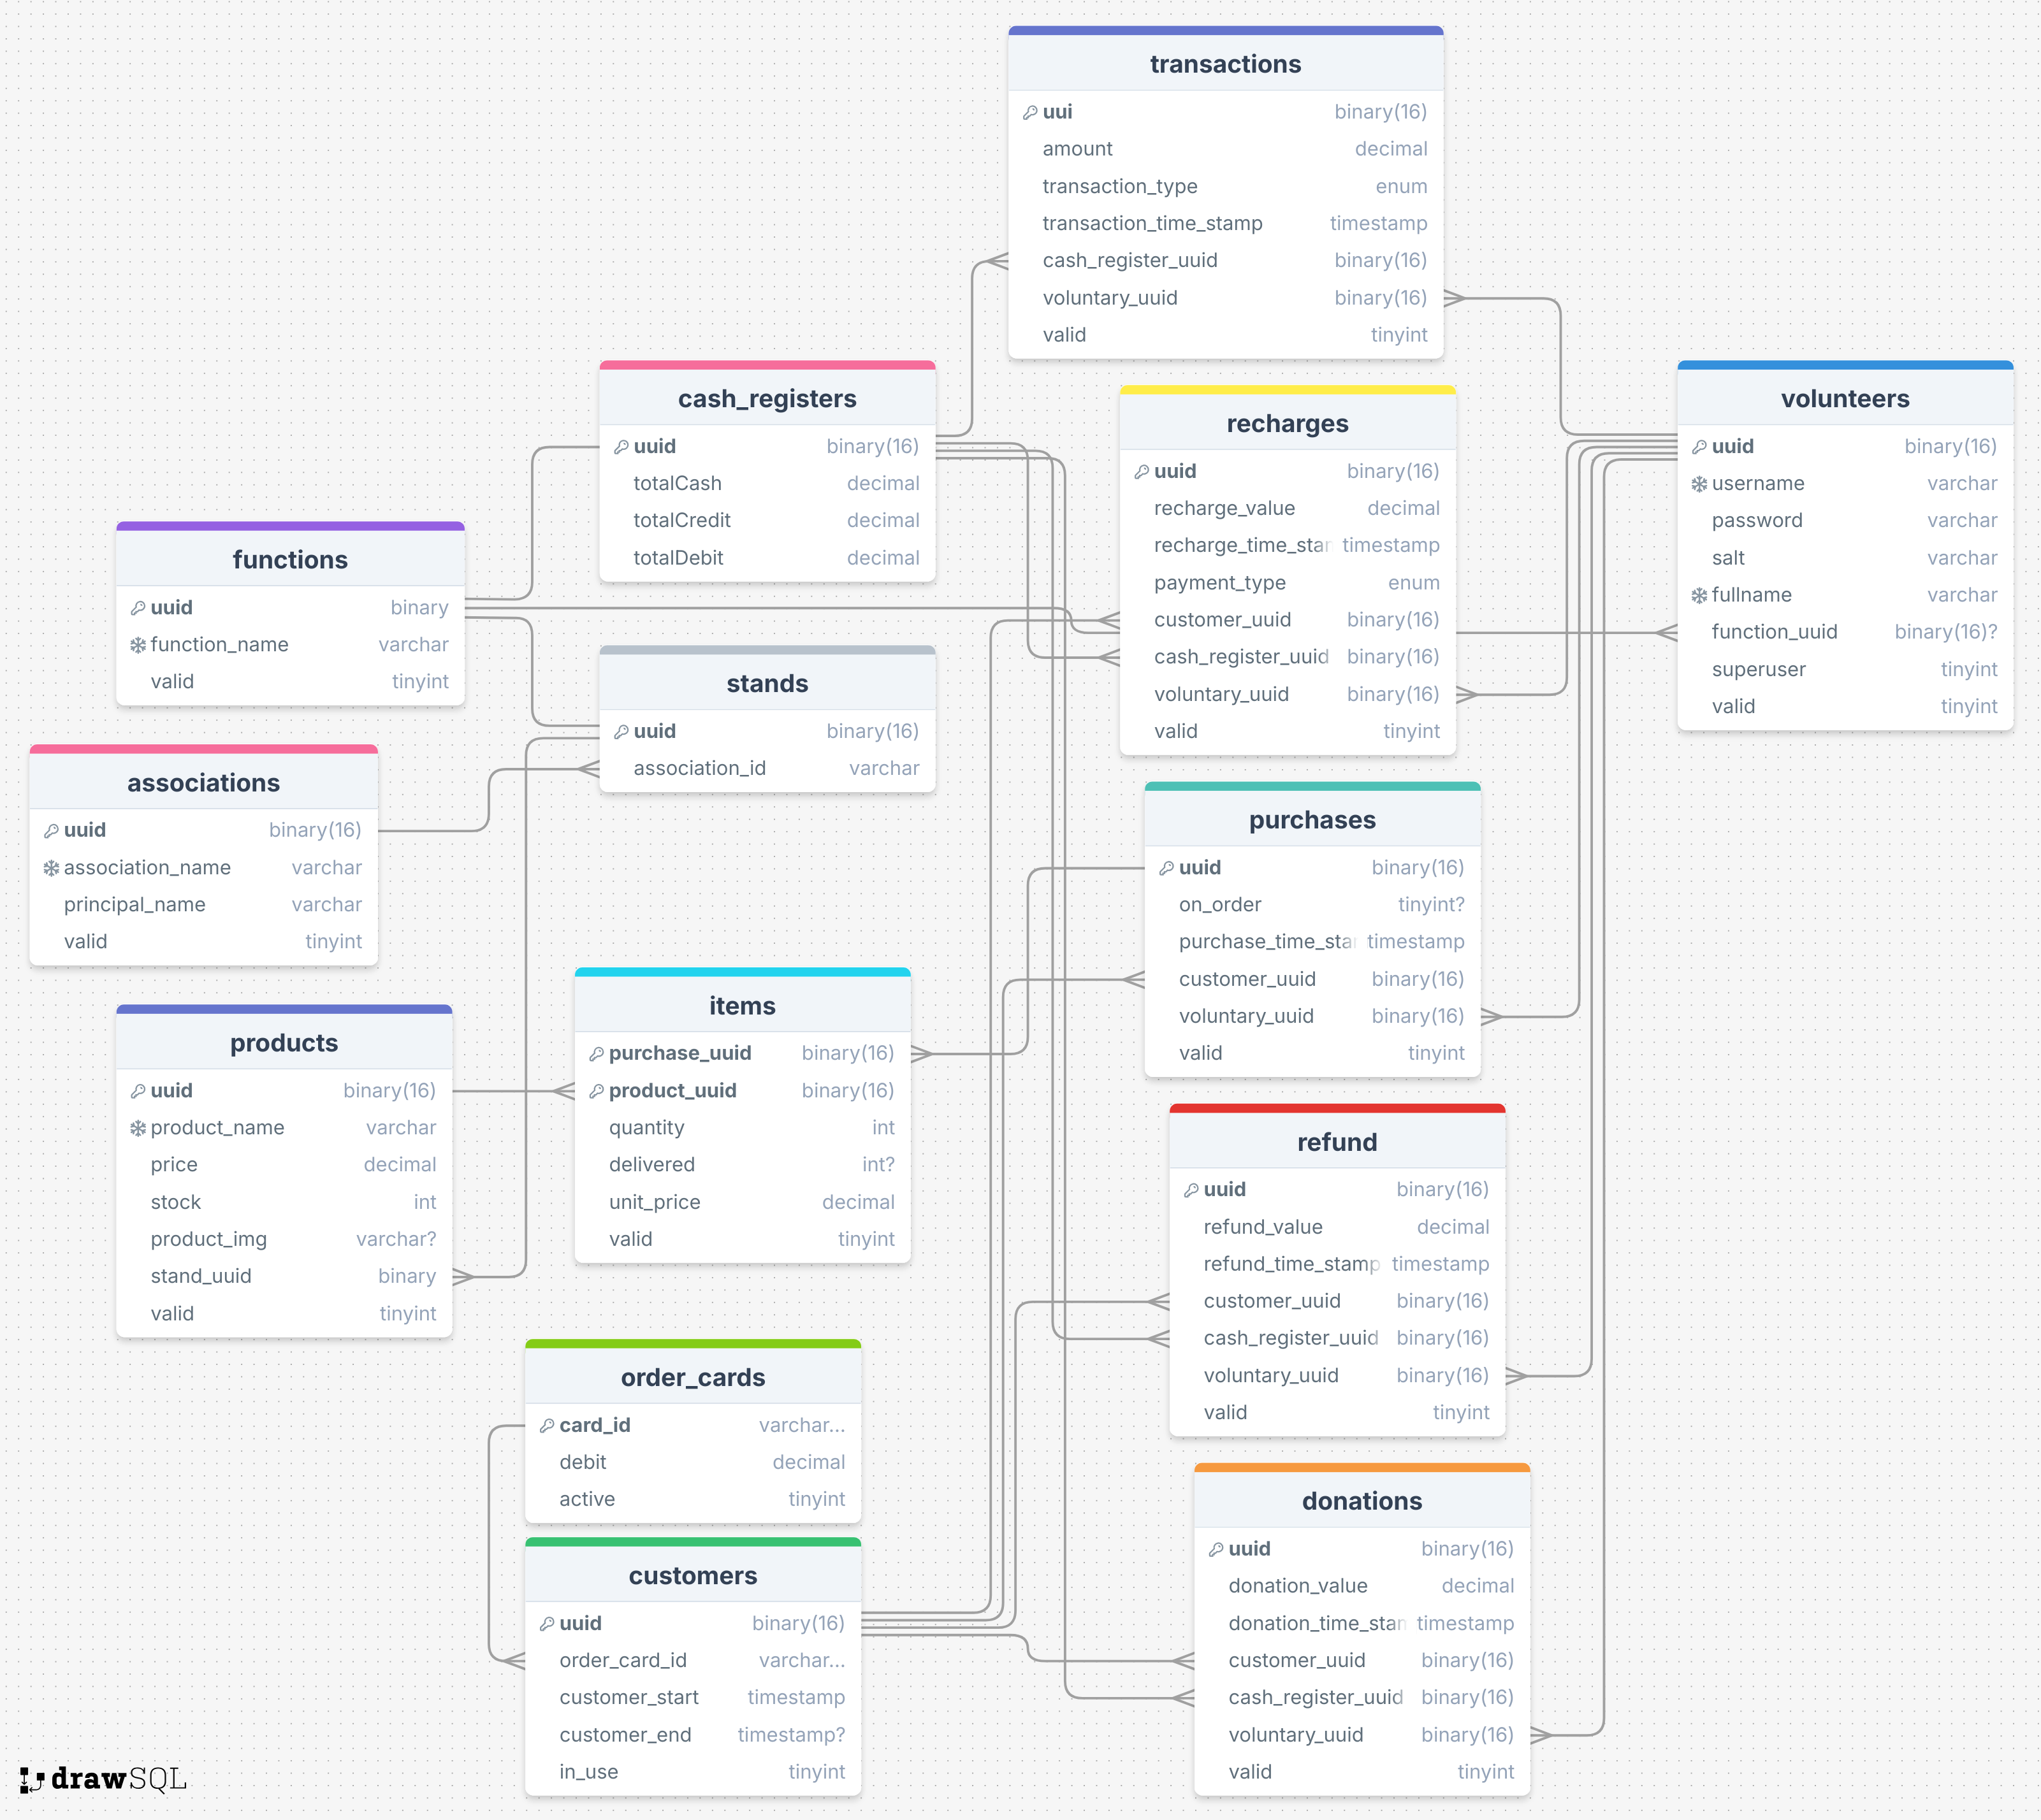 transactions
uui binary(16)
amount decimal
transaction_type enum
transaction_time_stamp timestamp
cash_register_uuid binary(16)
voluntary_uuid binary(16)
valid tinyint
cash_registers
uuid binary(16)
totalCash decimal
totalCredit decimal
totalDebit decimal
recharges
uuid binary(16)
recharge_value decimal
recharge_time_star timestamp
payment_type enum
customer_uuid binary(16)
cash_register_uuid binary(16)
voluntary_uuid binary(16)
valid tinyint
volunteers
uuid binary(16)
username varchar
password varchar
salt varchar
fullname varchar
function_uuid binary(16)?
superuser tinyint
valid tinyint
functions
uuid binary
function_name varchar
valid tinyint
stands
uuid binary(16)
association_id varchar
associations
uuid binary(16)
association_name varchar
principal_name varchar
valid tinyint
purchases
uuid binary(16)
on_order tinyint?
purchase_time_sta timestamp
customer_uuid binary(16)
voluntary_uuid binary(16)
valid tinyint
items
purchase_uuid binary(16)
product_uuid binary(16)
quantity int
delivered int?
unit_price decimal
valid tinyint
products
uuid binary(16)
product_name varchar
price decimal
stock int
product_img varchar?
stand_uuid binary
valid tinyint
refund
uuid binary(16)
refund_value decimal
refund_time_stamp timestamp
customer_uuid binary(16)
cash_register_uuid binary(16)
voluntary_uuid binary(16)
valid tinyint
order_cards
card_id varchar...
debit decimal
active tinyint
customers
uuid binary(16)
order_card_id varchar...
customer_start timestamp
customer_end timestamp?
in_use tinyint
donations
uuid binary(16)
donation_value decimal
donation_time_star timestamp
customer_uuid binary(16)
cash_register_uuid binary(16)
voluntary_uuid binary(16)
valid tinyint
drawSQL